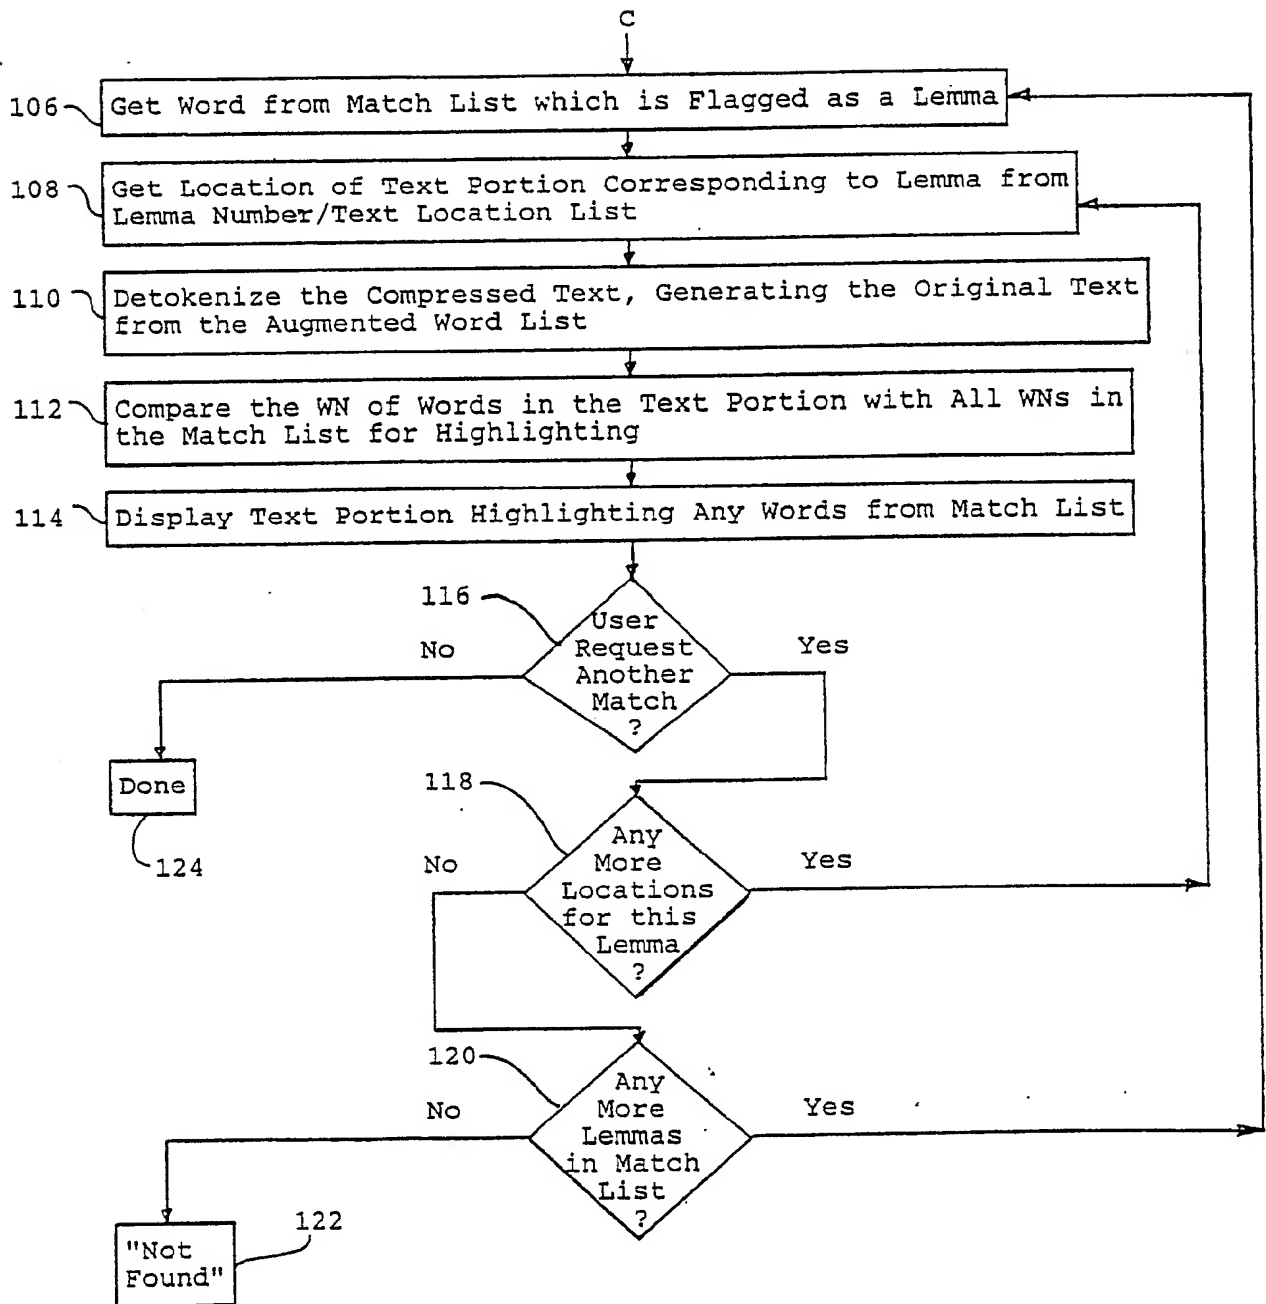 C
106 Get Word from Match List which is Flagged as a Lemma
108 Get Location of Text Portion Corresponding to Lemma from
Lemma Number/Text Location List
110 Detokenize the Compressed Text, Generating the Original Text
from the Augmented Word List
112 Compare the WN of Words in the Text Portion with All WNs in
the Match List for Highlighting
114 Display Text Portion Highlighting Any Words from Match List
116
User
Request
Another
Match
?
No
Yes
Done
124
118
Any
More
Locations
for this
Lemma
?
No
Yes
120
Any
More
Lemmas
in Match
List
?
No
Yes
"Not
Found"
122